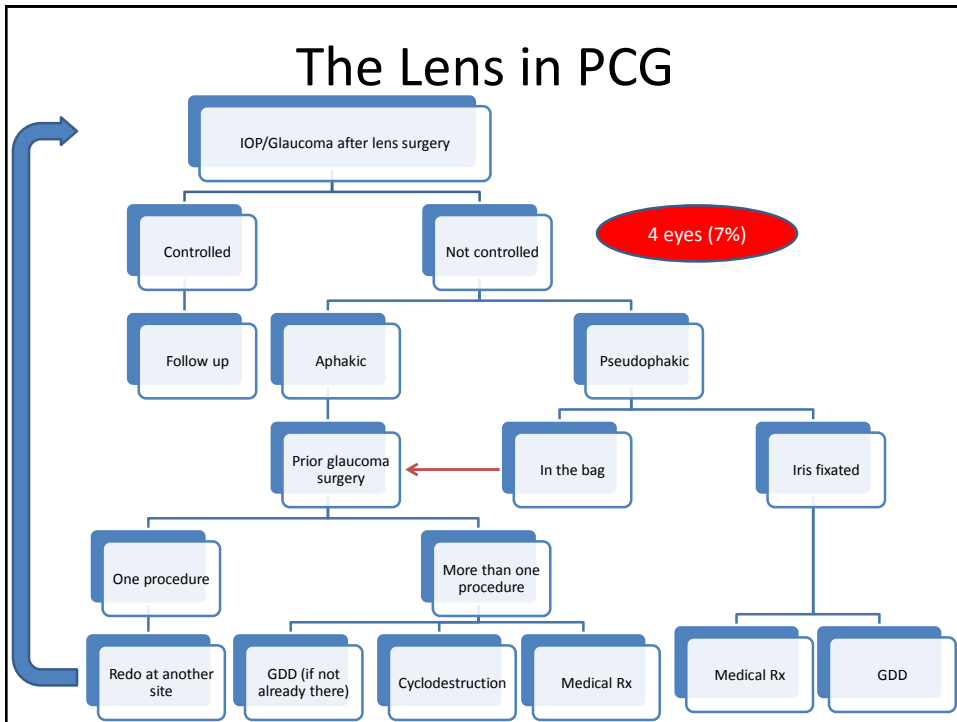 The Lens in PCG
IOP/Glaucoma after lens surgery
Controlled
Not controlled
4 eyes (7%)
Follow up
Aphakic
Pseudophakic
Prior glaucoma
surgery
In the bag
Iris fixated
One procedure
More than one
procedure
Redo at another
site
GDD (if not
already there)
Cyclodestruction
Medical Rx
Medical Rx
GDD